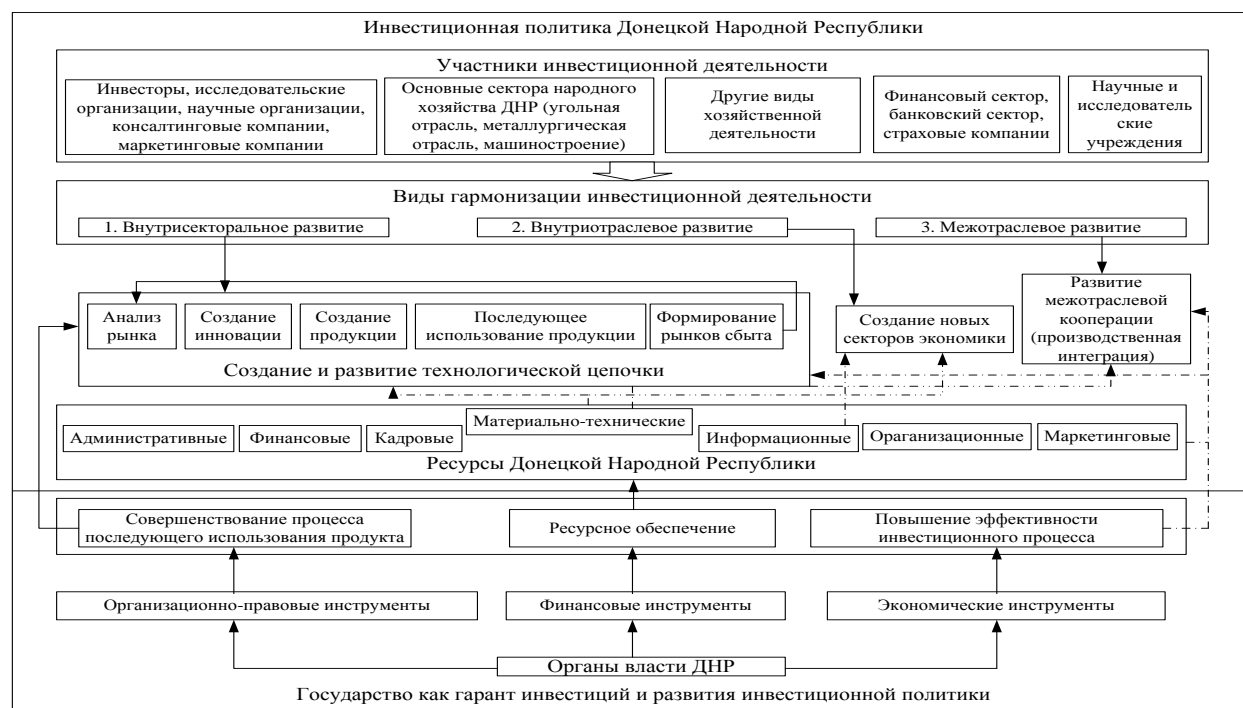 Инвестиционная политика Донецкой Народной Республики
Участники инвестиционной деятельности
Инвесторы, исследовательские
организации, научные организации,
консалтинговые компании,
маркетинговые компании
Основные сектора народного
хозяйства ДНР (угольная
отрасль, металлургическая
отрасль, машиностроение)
Другие виды
хозяйственной
деятельности
Финансовый сектор,
банковский сектор,
страховые компании
Научные и
исследователь
ские
учреждения
Виды гармонизации инвестиционной деятельности
1. Внутрисекторальное развитие
2. Внутриотраслевое развитие
3. Межотраслевое развитие
Анализ
рынка
Создание
инновации
Создание
продукции
Последующее
использование продукции
Формирование
рынков сбыта
Создание и развитие технологической цепочки
Создание новых
секторов экономики
Развитие
межотраслевой
кооперации
(производственная
интеграция)
Административные
Финансовые
Кадровые
Материально-технические
Информационные
Ораганизационные
Маркетинговые
Ресурсы Донецкой Народной Республики
Совершенствование процесса
последующего использования продукта
Ресурсное обеспечение
Повышение эффективности
инвестиционного процесса
Организационно-правовые инструменты
Финансовые инструменты
Экономические инструменты
Органы власти ДНР
Государство как гарант инвестиций и развития инвестиционной политики